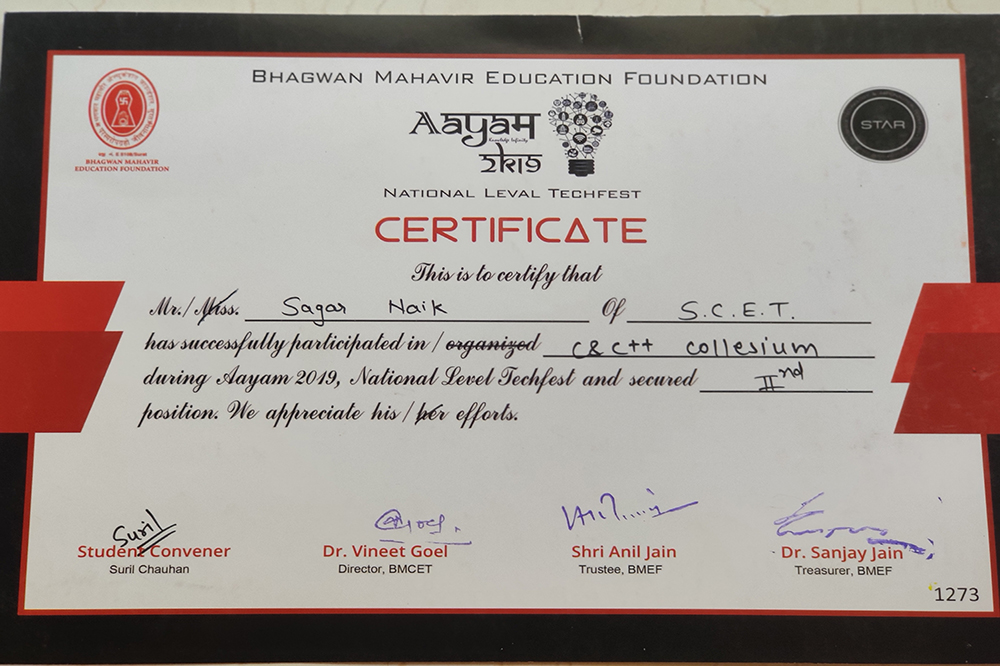 BHAGWAN MAHAVIR EDUCATION FOUNDATION
Aayam
Knowledge Infinity
2k19
STAR
BHAGWAN MAHAVIR
EDUCATION FOUNDATION
NATIONAL LEVAL TECHFEST
CERTIFICATE
This is to certify that
Mr./Miss. Sagar Naik Of S.C.E.T.
has successfully participated in / organized C & C++ collesium
during Aayam 2019, National Level Techfest and secured IInd
position. We appreciate his / her efforts.
Suril
Student Convener Dr. Vineet Goel Shri Anil Jain Dr. Sanjay Jain
Suril Chauhan Director, BMCET Trustee, BMEF Treasurer, BMEF
1273